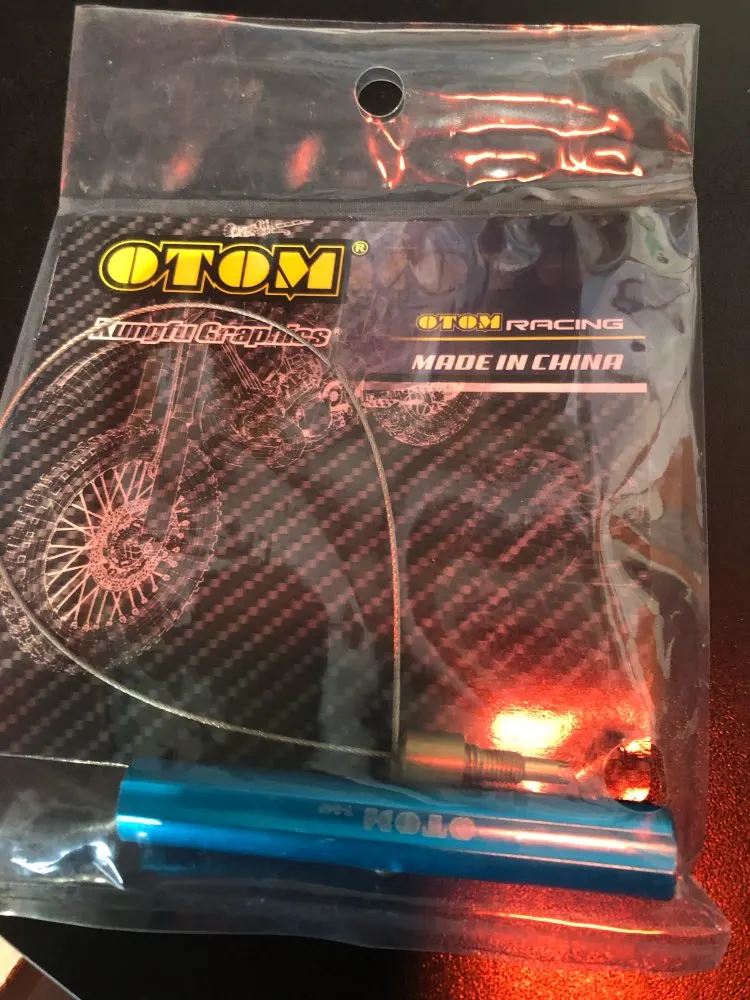 OTOM®
Kungfu Graphics®
OTOM RACING
MADE IN CHINA
OTOM